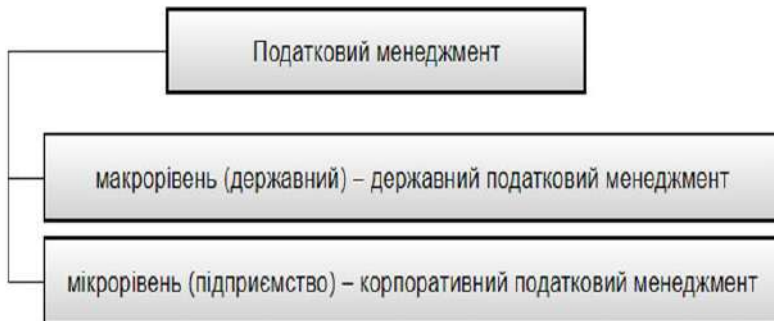 Податковий менеджмент
макрорівень (державний) – державний податковий менеджмент
мікрорівень (підприємство) – корпоративний податковий менеджмент